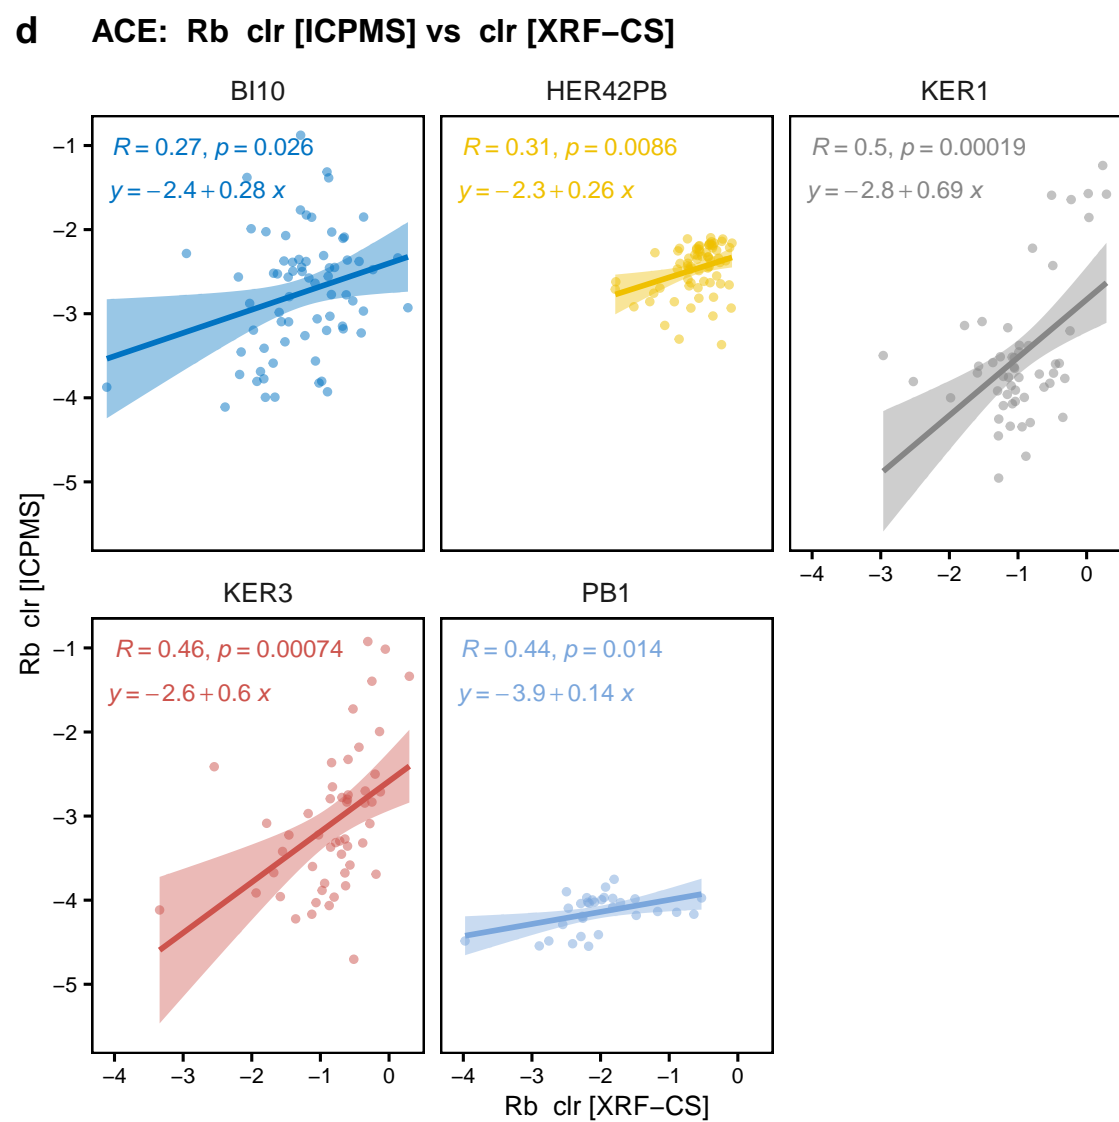 d ACE: Rb clr [ICPMS] vs clr [XRF−CS]
BI10
HER42PB
KER1
R = 0.27, p = 0.026
y = −2.4 + 0.28 x
R = 0.31, p = 0.0086
y = −2.3 + 0.26 x
R = 0.5, p = 0.00019
y = −2.8 + 0.69 x
−1
−2
−3
−4
−5
−4 −3 −2 −1 0
KER3
PB1
R = 0.46, p = 0.00074
y = −2.6 + 0.6 x
R = 0.44, p = 0.014
y = −3.9 + 0.14 x
−1
−2
−3
−4
−5
−4 −3 −2 −1 0
−4 −3 −2 −1 0
Rb clr [ICPMS]
Rb clr [XRF−CS]